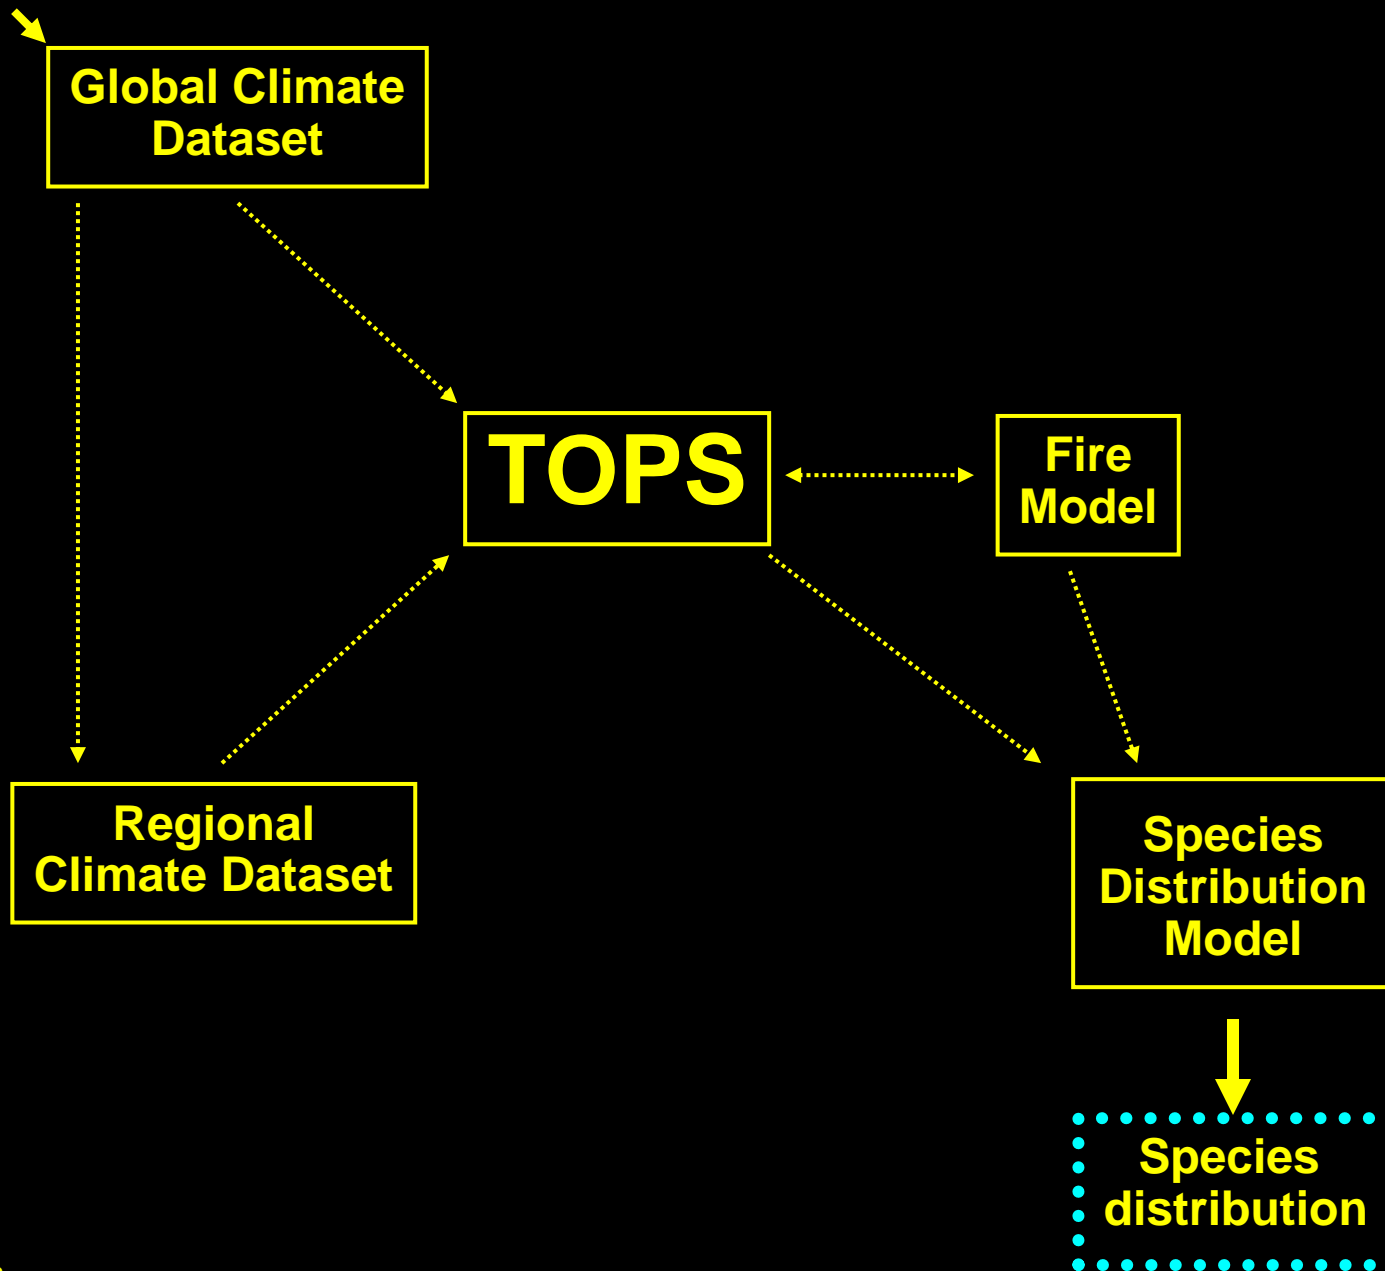 Global Climate
Dataset
TOPS
Fire
Model
Regional
Climate Dataset
Species
Distribution
Model
Species
distribution